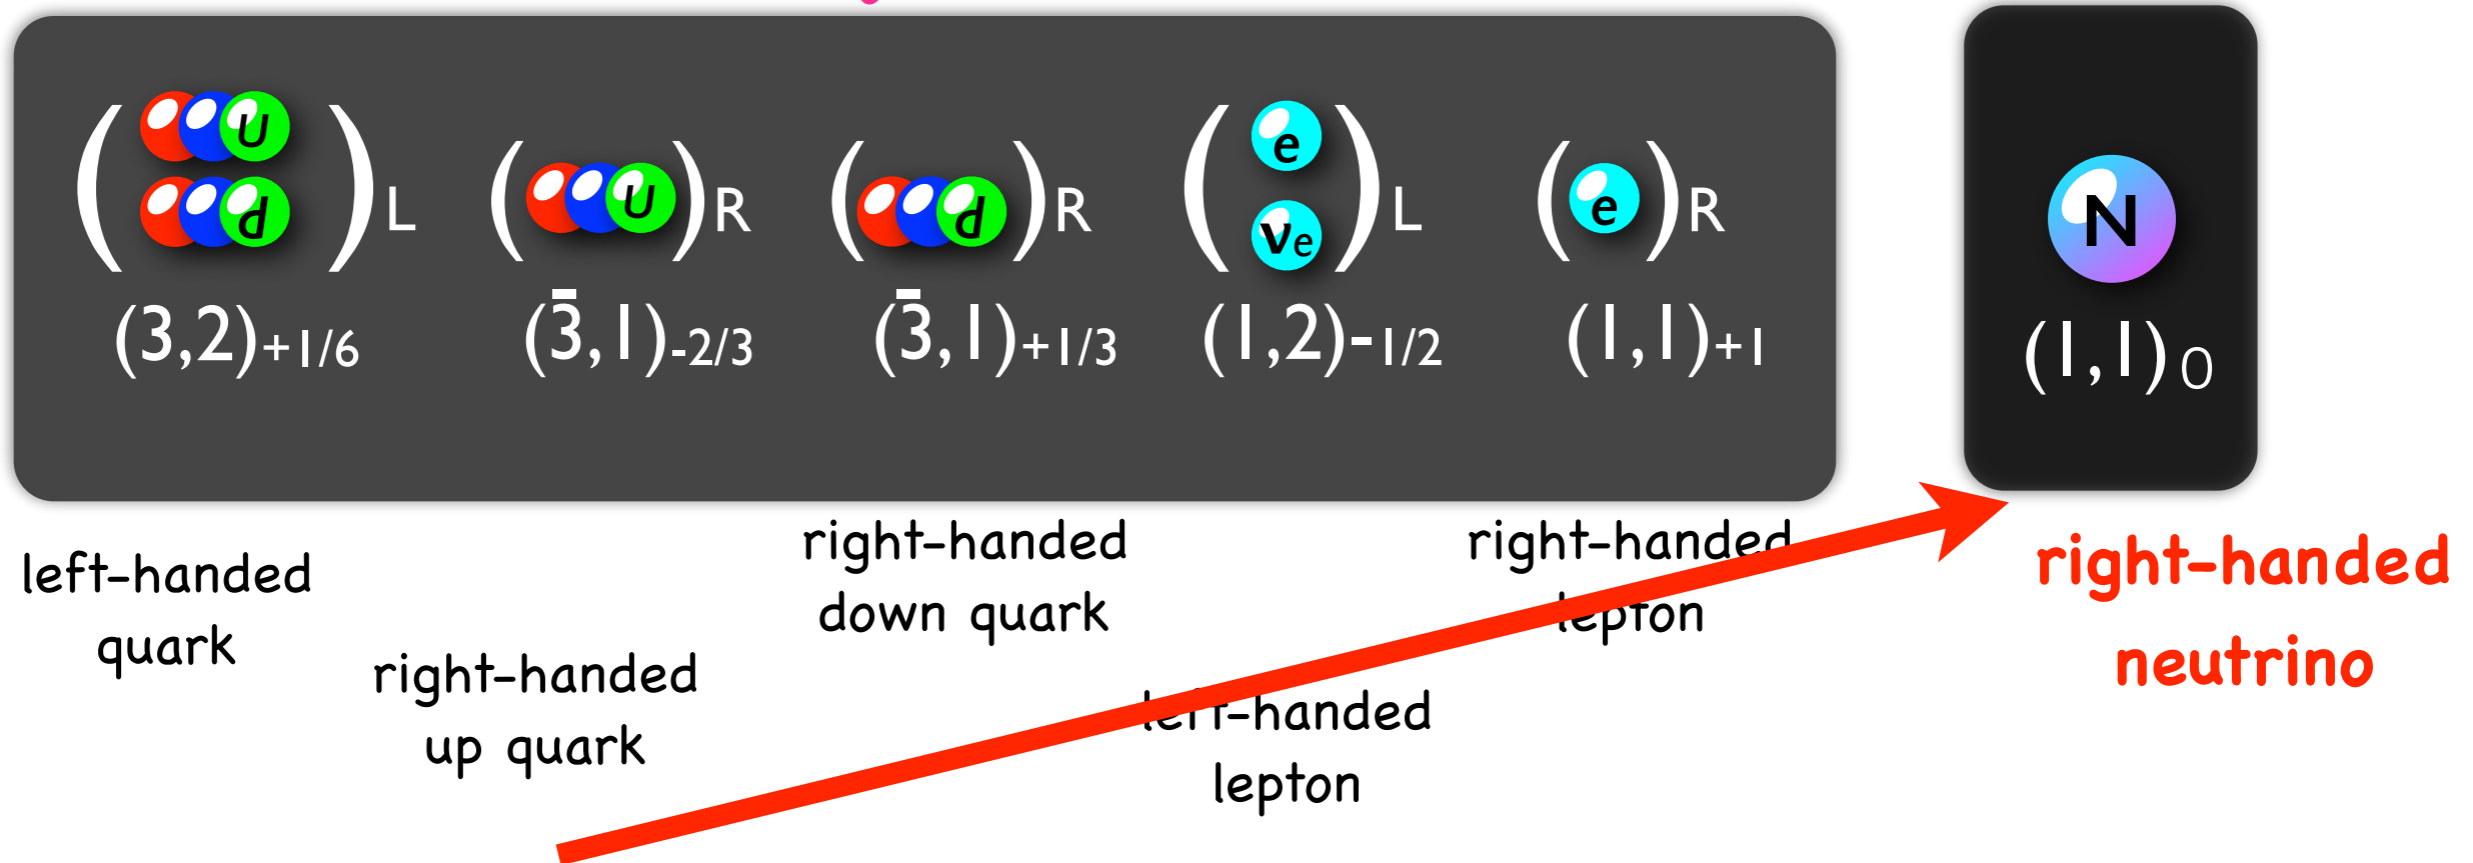 ( U d )L ( U )R ( d )R ( e νe )L ( e )R N
(3,2)+1/6 (3̄,1)-2/3 (3̄,1)+1/3 (1,2)-1/2 (1,1)+1 (1,1)0
left-handed
quark
right-handed
up quark
right-handed
down quark
left-handed
lepton
right-handed
lepton
right-handed
neutrino